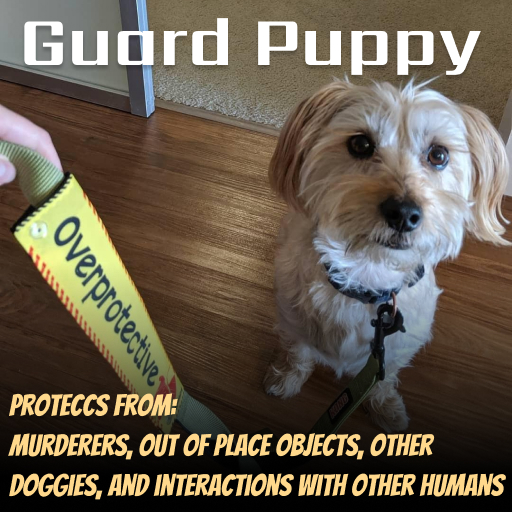 Guard Puppy
Overprotective
PROTECCS FROM:
MURDERERS, OUT OF PLACE OBJECTS, OTHER
DOGGIES, AND INTERACTIONS WITH OTHER HUMANS